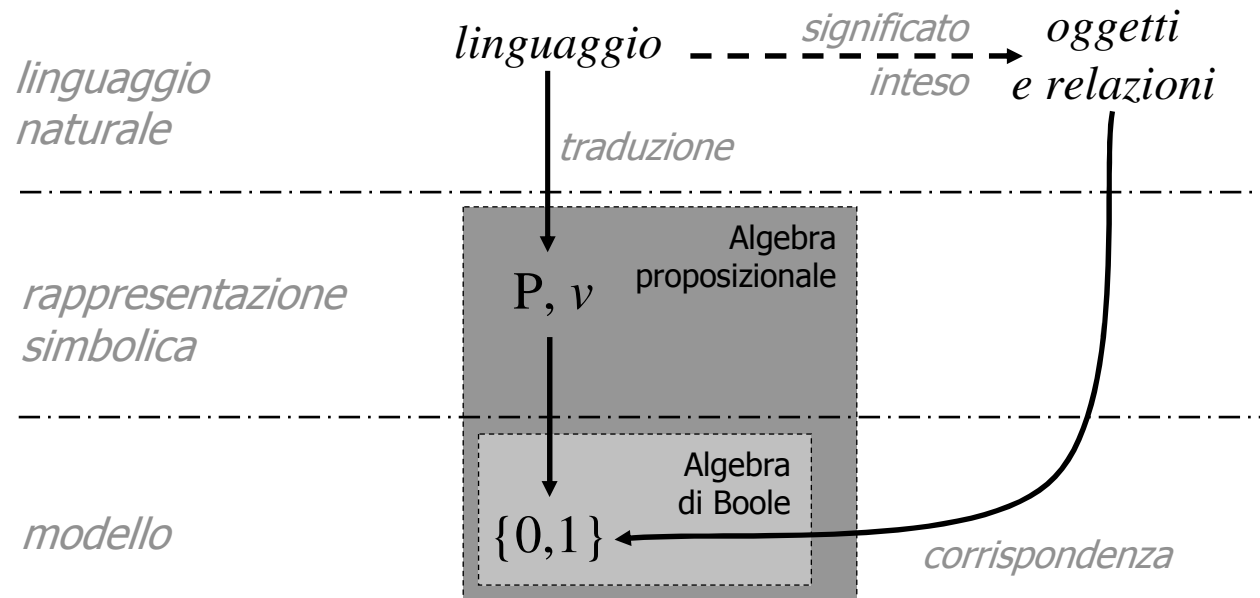 linguaggio
naturale
linguaggio
significato
inteso
oggetti
e relazioni
traduzione
rappresentazione
simbolica
Algebra
proposizionale
P, v
modello
Algebra
di Boole
{0,1}
corrispondenza